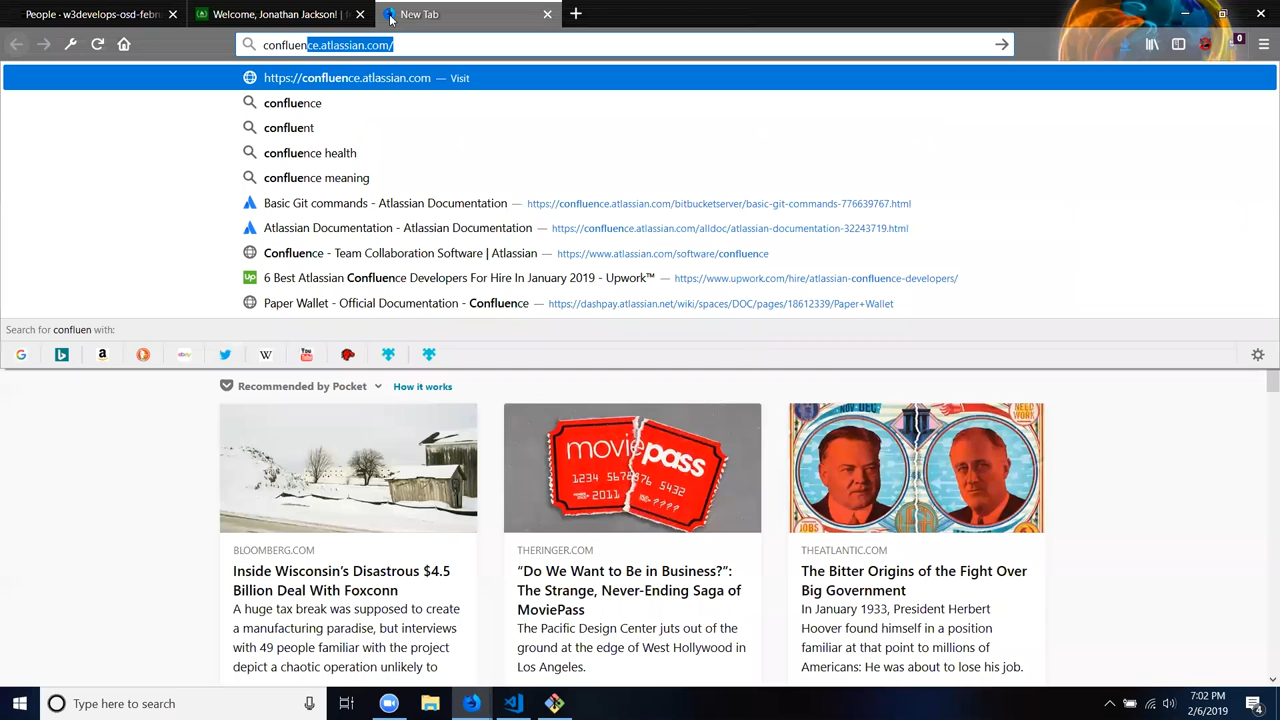 People · w3develops-osd-febru
Welcome, Jonathan Jackson! |
New Tab
confluence.atlassian.com/
0
https://confluence.atlassian.com — Visit
confluence
confluent
confluence health
confluence meaning
Basic Git commands - Atlassian Documentation — https://confluence.atlassian.com/bitbucketserver/basic-git-commands-776639767.html
Atlassian Documentation - Atlassian Documentation — https://confluence.atlassian.com/alldoc/atlassian-documentation-32243719.html
Confluence - Team Collaboration Software | Atlassian — https://www.atlassian.com/software/confluence
Up 6 Best Atlassian Confluence Developers For Hire In January 2019 - Upwork™ — https://www.upwork.com/hire/atlassian-confluence-developers/
Paper Wallet - Official Documentation - Confluence — https://dashpay.atlassian.net/wiki/spaces/DOC/pages/18612339/Paper+Wallet
Search for confluen with:
Recommended by Pocket
How it works
moviepass
NOV-DEC
NEED WORK
JOBS
BLOOMBERG.COM
Inside Wisconsin's Disastrous $4.5
Billion Deal With Foxconn
A huge tax break was supposed to create
a manufacturing paradise, but interviews
with 49 people familiar with the project
depict a chaotic operation unlikely to
THERINGER.COM
“Do We Want to Be in Business?”:
The Strange, Never-Ending Saga of
MoviePass
The Pacific Design Center juts out of the
ground at the edge of West Hollywood in
Los Angeles.
THEATLANTIC.COM
The Bitter Origins of the Fight Over
Big Government
In January 1933, President Herbert
Hoover found himself in a position
familiar at that point to millions of
Americans: He was about to lose his job.
Type here to search
7:02 PM
2/6/2019
4